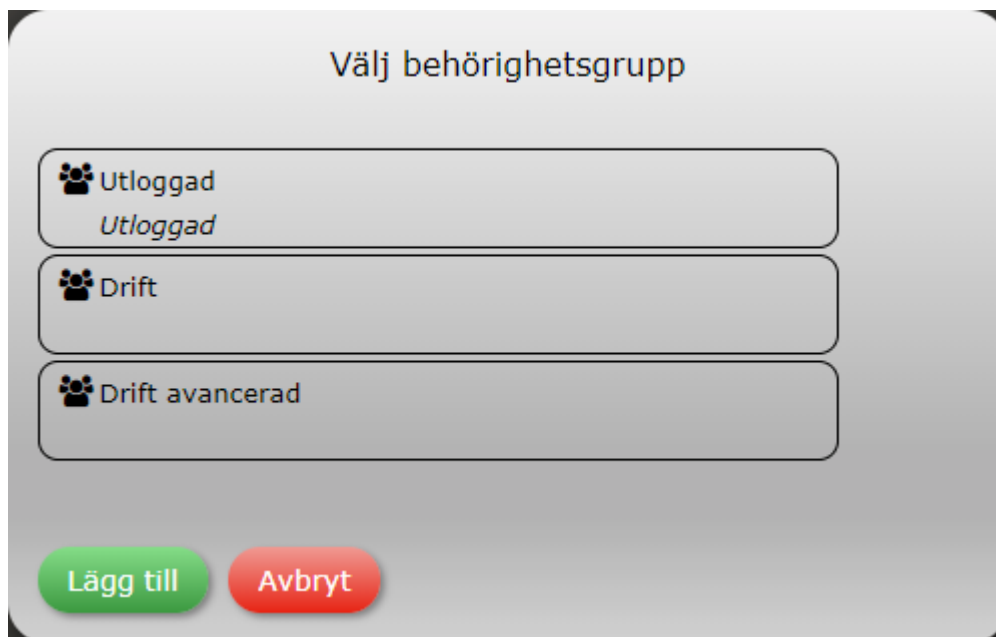 Välj behörighetsgrupp
Utloggad
Utloggad
Drift
Drift avancerad
Lägg till
Avbryt